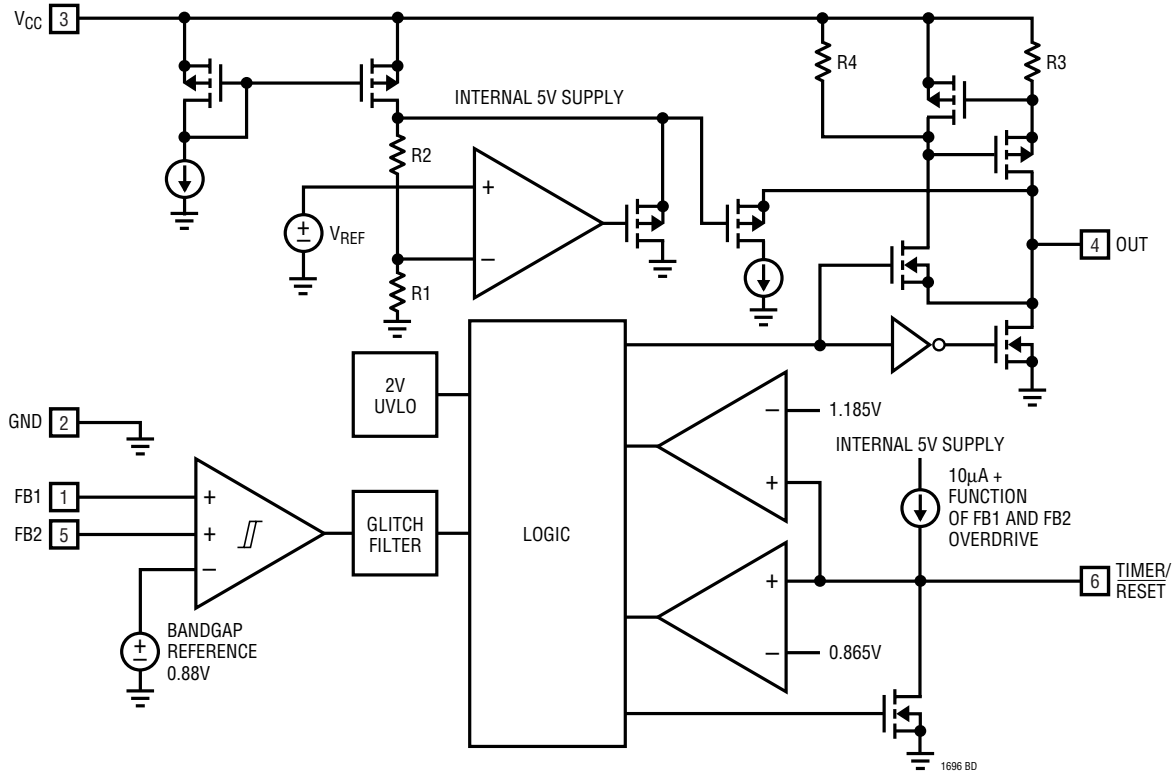 VCC 3
R4
R3
INTERNAL 5V SUPPLY
R2
+
+
−
VREF
−
R1
4 OUT
2V
UVLO
GND 2
−
1.185V
INTERNAL 5V SUPPLY
10µA +
FUNCTION
OF FB1 AND FB2
OVERDRIVE
+
FB1 1
+
FB2 5
+
−
GLITCH
FILTER
LOGIC
+
6 TIMER/
RESET
+
−
BANDGAP
REFERENCE
0.88V
−
0.865V
1696 BD